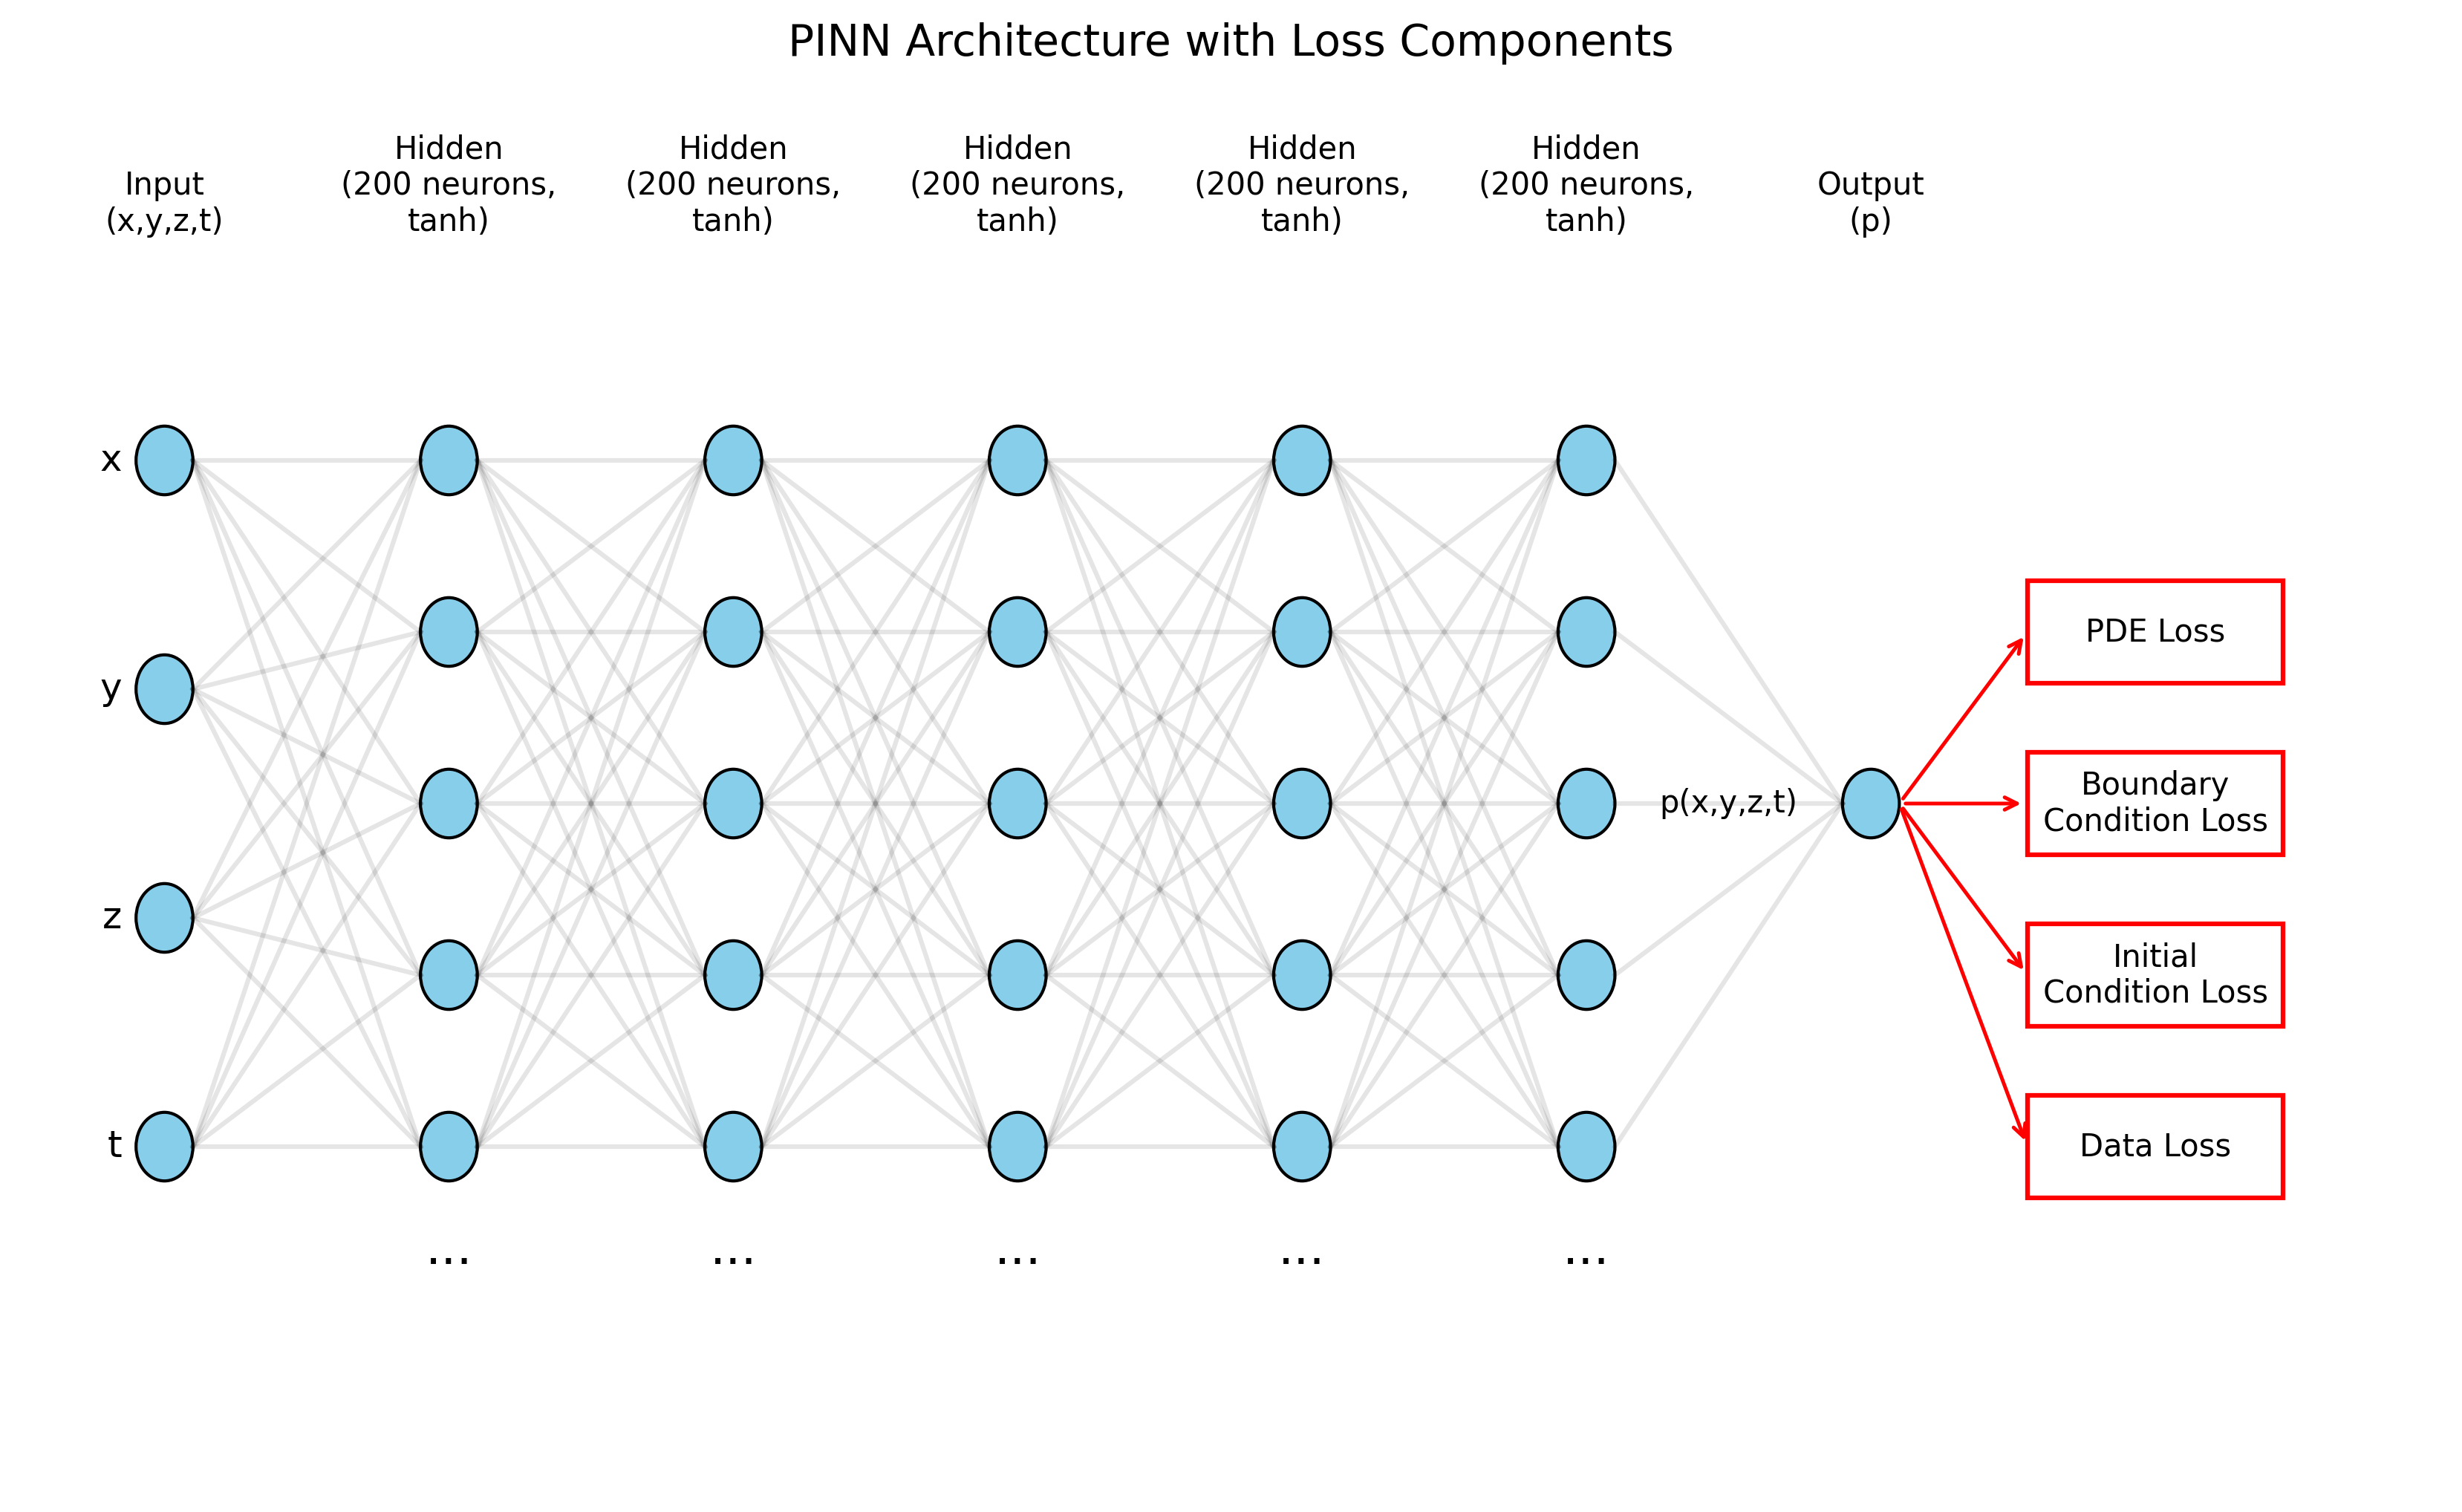 PINN Architecture with Loss Components
Input
(x,y,z,t)
Hidden
(200 neurons,
tanh)
Hidden
(200 neurons,
tanh)
Hidden
(200 neurons,
tanh)
Hidden
(200 neurons,
tanh)
Hidden
(200 neurons,
tanh)
Output
(p)
x
y
z
t
p(x,y,z,t)
PDE Loss
Boundary
Condition Loss
Initial
Condition Loss
Data Loss
...
...
...
...
...